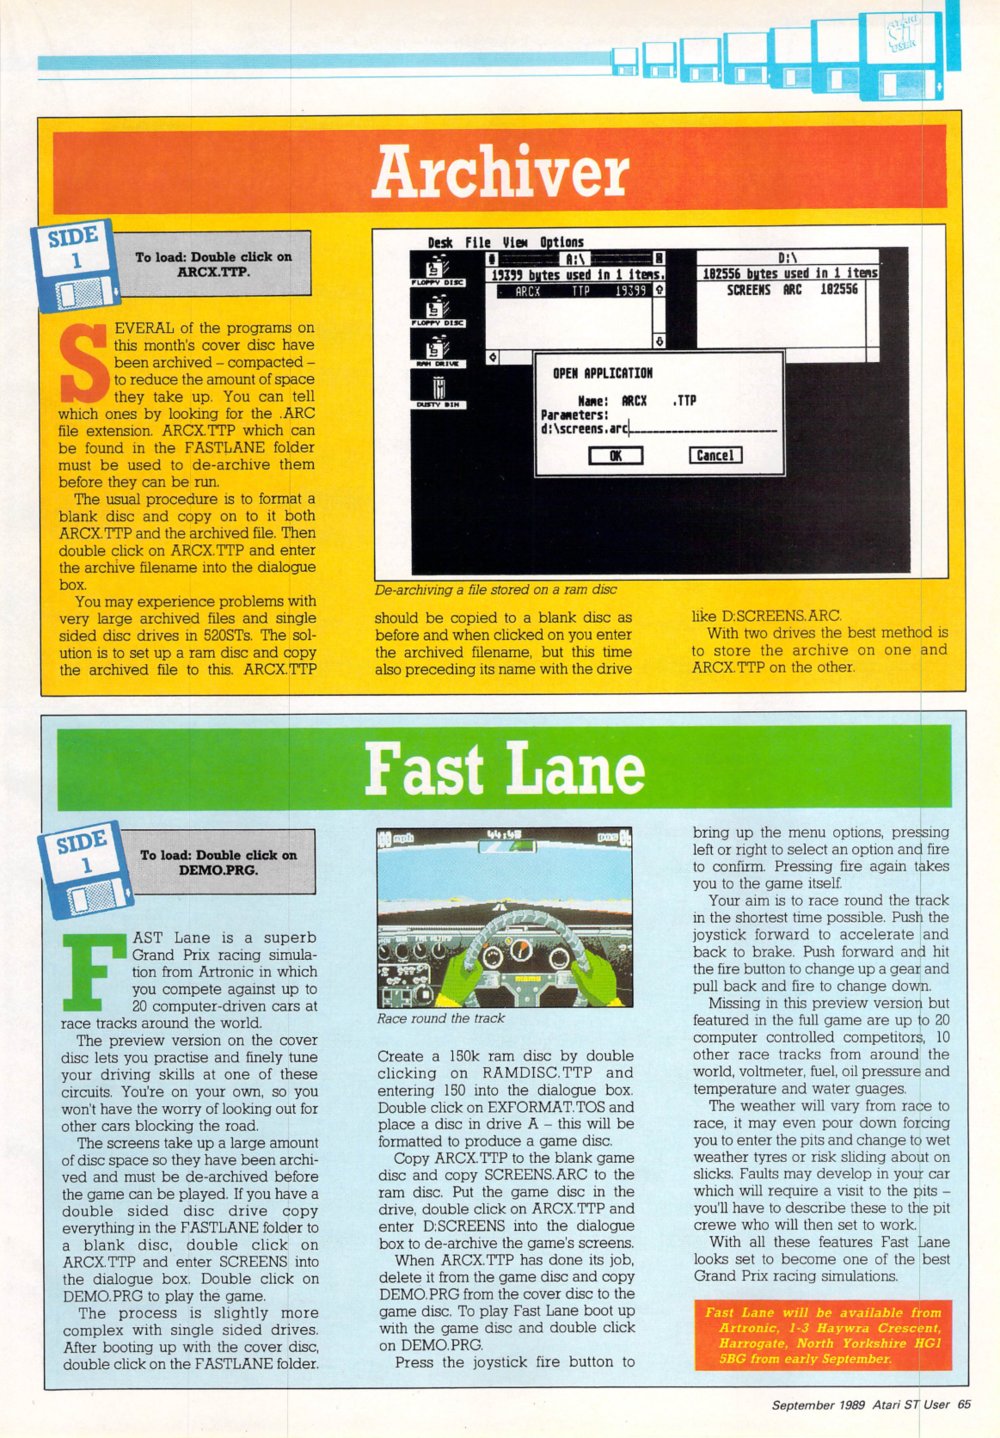 ATARI
ST
USER
Archiver
SIDE
1
To load: Double click on
ARCX.TTP.
SEVERAL of the programs on
this month's cover disc have
been archived – compacted –
to reduce the amount of space
they take up. You can tell
which ones by looking for the .ARC
file extension. ARCX.TTP which can
be found in the FASTLANE folder
must be used to de-archive them
before they can be run.
The usual procedure is to format a
blank disc and copy on to it both
ARCX.TTP and the archived file. Then
double click on ARCX.TTP and enter
the archive filename into the dialogue
box.
You may experience problems with
very large archived files and single
sided disc drives in 520STs. The sol-
ution is to set up a ram disc and copy
the archived file to this. ARCX.TTP
Desk File View Options
FLOPPY DISC
FLOPPY DISC
RAM DRIVE
DUSTY BIN
A:\
19399 bytes used in 1 items.
ARCX TTP 19399
D:\
182556 bytes used in 1 items
SCREENS ARC 182556
OPEN APPLICATION
Name: ARCX .TTP
Parameters:
d:\screens.arc
OK
Cancel
De-archiving a file stored on a ram disc
should be copied to a blank disc as
before and when clicked on you enter
the archived filename, but this time
also preceding its name with the drive
like D:SCREENS.ARC.
With two drives the best method is
to store the archive on one and
ARCX.TTP on the other.
Fast Lane
SIDE
1
To load: Double click on
DEMO.PRG.
FAST Lane is a superb
Grand Prix racing simula-
tion from Artronic in which
you compete against up to
20 computer-driven cars at
race tracks around the world.
The preview version on the cover
disc lets you practise and finely tune
your driving skills at one of these
circuits. You're on your own, so you
won't have the worry of looking out for
other cars blocking the road.
The screens take up a large amount
of disc space so they have been archi-
ved and must be de-archived before
the game can be played. If you have a
double sided disc drive copy
everything in the FASTLANE folder to
a blank disc, double click on
ARCX.TTP and enter SCREENS into
the dialogue box. Double click on
DEMO.PRG to play the game.
The process is slightly more
complex with single sided drives.
After booting up with the cover disc,
double click on the FASTLANE folder.
mph
pos
MOMO
Race round the track
Create a 150k ram disc by double
clicking on RAMDISC.TTP and
entering 150 into the dialogue box.
Double click on EXFORMAT.TOS and
place a disc in drive A – this will be
formatted to produce a game disc.
Copy ARCX.TTP to the blank game
disc and copy SCREENS.ARC to the
ram disc. Put the game disc in the
drive, double click on ARCX.TTP and
enter D:SCREENS into the dialogue
box to de-archive the game's screens.
When ARCX.TTP has done its job,
delete it from the game disc and copy
DEMO.PRG from the cover disc to the
game disc. To play Fast Lane boot up
with the game disc and double click
on DEMO.PRG.
Press the joystick fire button to
bring up the menu options, pressing
left or right to select an option and fire
to confirm. Pressing fire again takes
you to the game itself.
Your aim is to race round the track
in the shortest time possible. Push the
joystick forward to accelerate and
back to brake. Push forward and hit
the fire button to change up a gear and
pull back and fire to change down.
Missing in this preview version but
featured in the full game are up to 20
computer controlled competitors, 10
other race tracks from around the
world, voltmeter, fuel, oil pressure and
temperature and water guages.
The weather will vary from race to
race, it may even pour down forcing
you to enter the pits and change to wet
weather tyres or risk sliding about on
slicks. Faults may develop in your car
which will require a visit to the pits –
you'll have to describe these to the pit
crew who will then set to work.
With all these features Fast Lane
looks set to become one of the best
Grand Prix racing simulations.
Fast Lane will be available from
Artronic, 1-3 Haywra Crescent,
Harrogate, North Yorkshire HG1
5BG from early September.
September 1989 Atari ST User 65